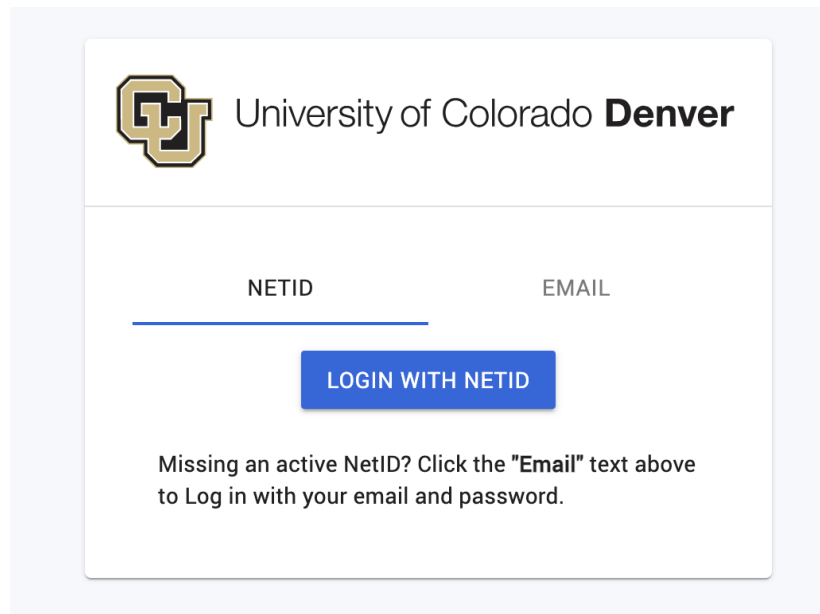 CU
University of Colorado Denver
NETID
EMAIL
LOGIN WITH NETID
Missing an active NetID? Click the "Email" text above
to Log in with your email and password.